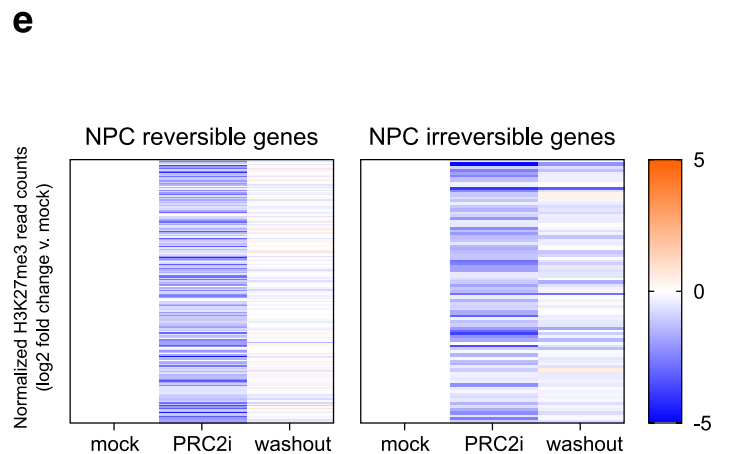 e
NPC reversible genes
NPC irreversible genes
Normalized H3K27me3 read counts
(log2 fold change v. mock)
5
0
-5
mock
PRC2i
washout
mock
PRC2i
washout